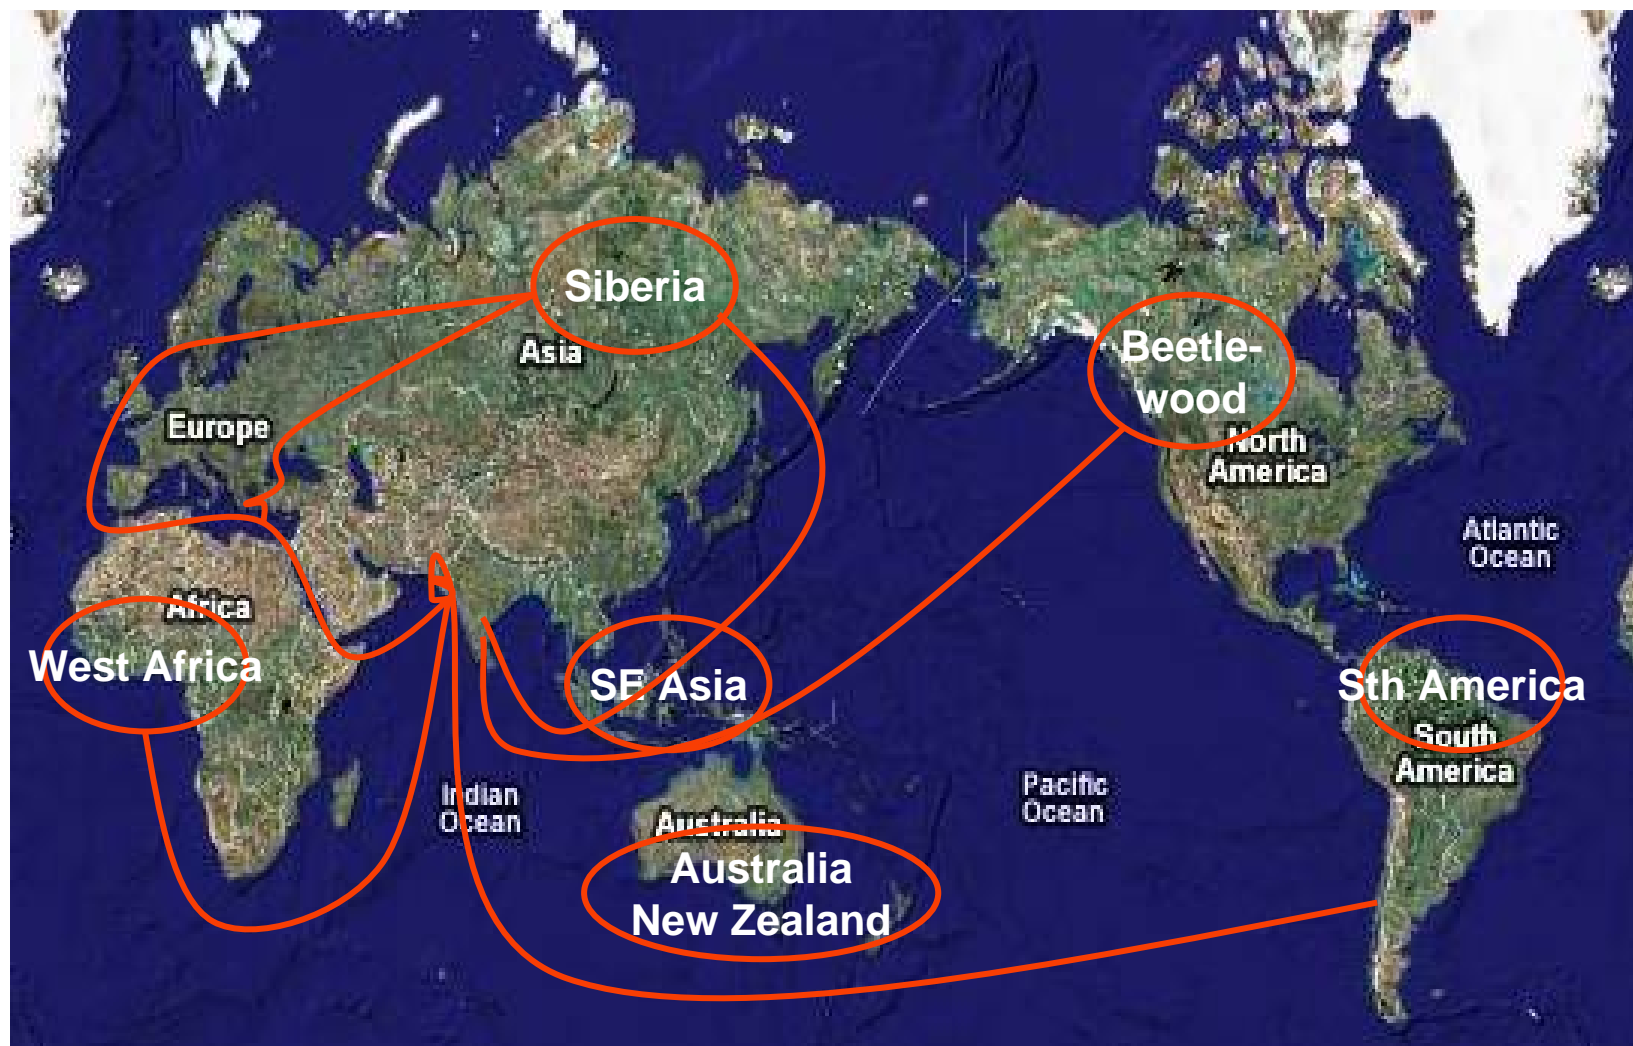 Siberia
Asia
Beetle-
wood
Europe
North
America
Atlantic
Ocean
Africa
West Africa
SE Asia
Sth America
South
America
Indian
Ocean
Pacific
Ocean
Australia
Australia
New Zealand